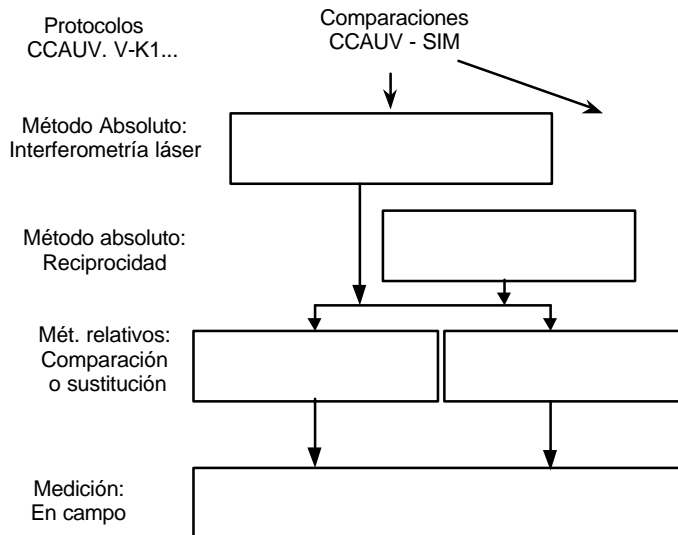 Protocolos
CCAUV. V-K1...
Comparaciones
CCAUV - SIM
Método Absoluto:
Interferometría láser
Método absoluto:
Reciprocidad
Mét. relativos:
Comparación
o sustitución
Medición:
En campo